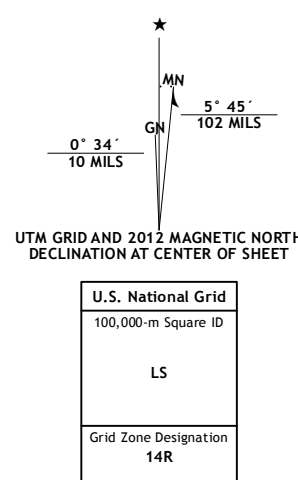 ★
MN
GN
5° 45´
102 MILS
0° 34´
10 MILS
UTM GRID AND 2012 MAGNETIC NORTH
DECLINATION AT CENTER OF SHEET
U.S. National Grid
100,000-m Square ID
LS
Grid Zone Designation
14R